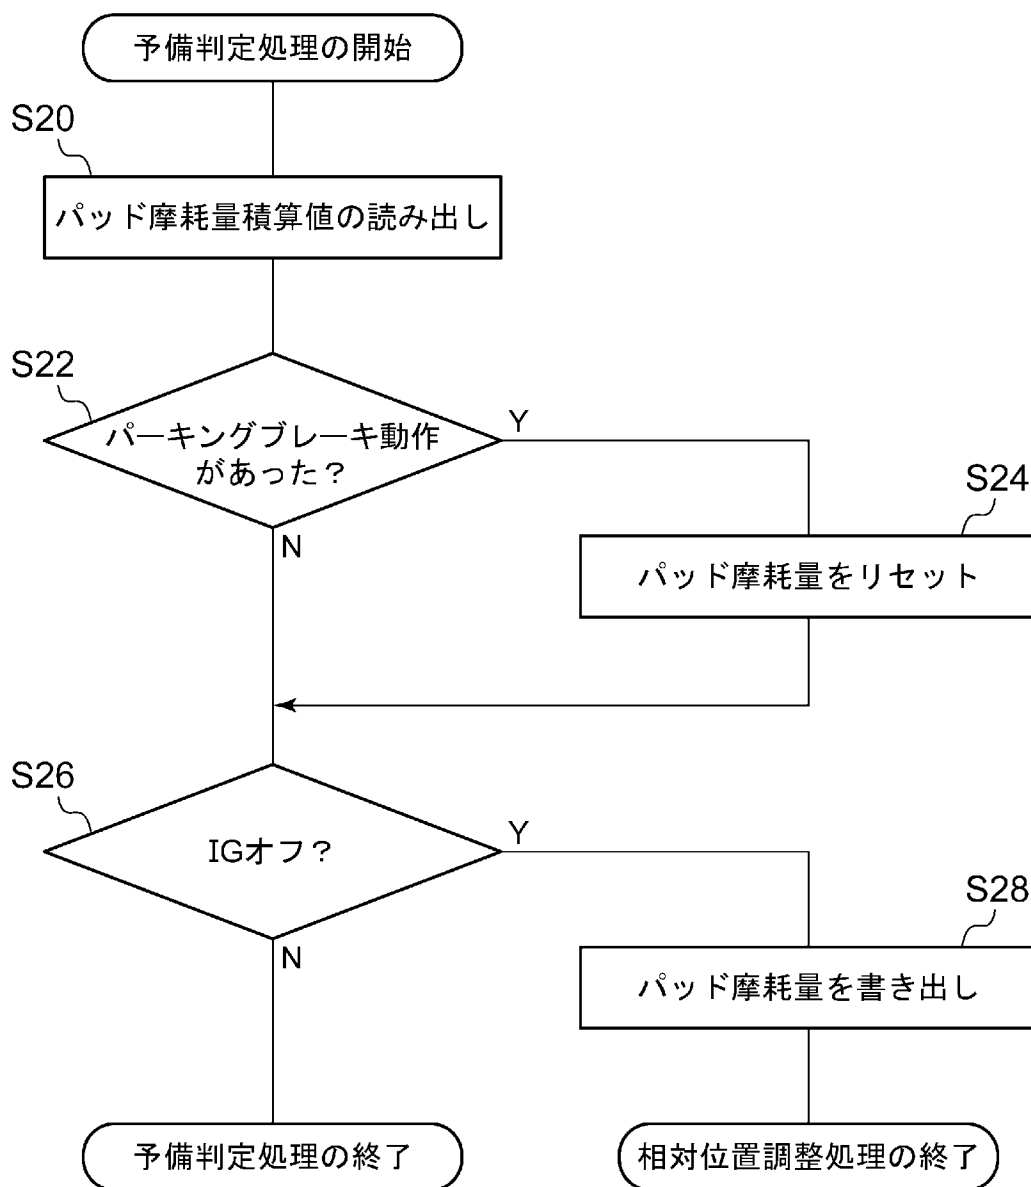 予備判定処理の開始
S20
パッド摩耗量積算値の読み出し
S22
パーキングブレーキ動作
があった？
Y
N
S24
パッド摩耗量をリセット
S26
IGオフ？
Y
N
S28
パッド摩耗量を書き出し
予備判定処理の終了
相対位置調整処理の終了